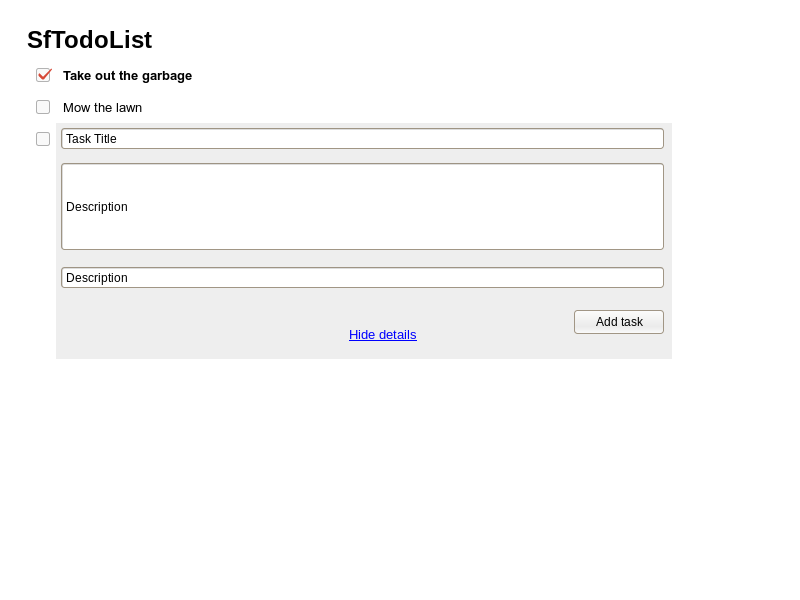 SfTodoList
Take out the garbage
Mow the lawn
Task Title
Description
Description
Add task
Hide details